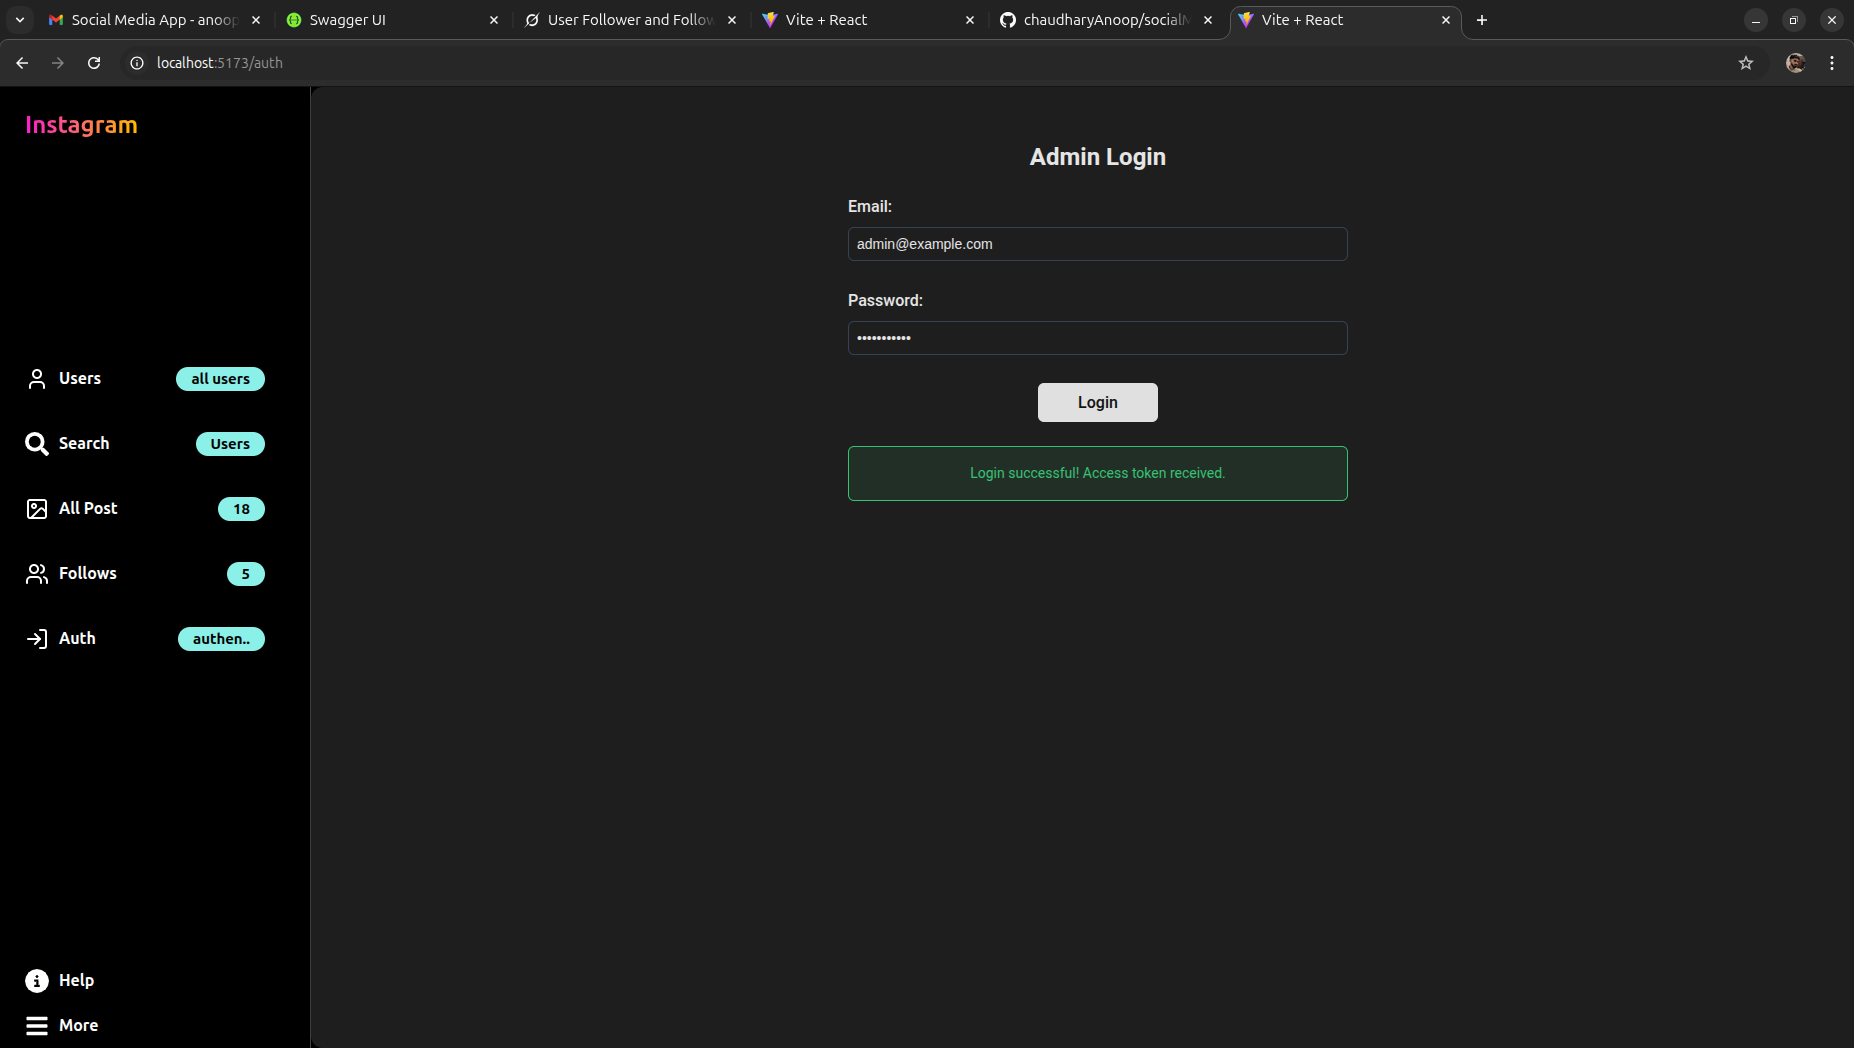 Social Media App - anoop
Swagger UI
User Follower and Follow
Vite + React
chaudharyAnoop/socialM
Vite + React
localhost:5173/auth
Instagram
Users
all users
Search
Users
All Post
18
Follows
5
Auth
authen..
Help
More
Admin Login
Email:
admin@example.com
Password:
•••••••••••
Login
Login successful! Access token received.